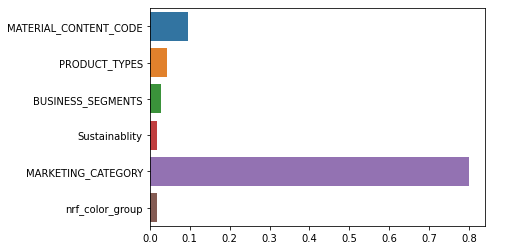 MATERIAL_CONTENT_CODE
PRODUCT_TYPES
BUSINESS_SEGMENTS
Sustainablity
MARKETING_CATEGORY
nrf_color_group
0.0 0.1 0.2 0.3 0.4 0.5 0.6 0.7 0.8